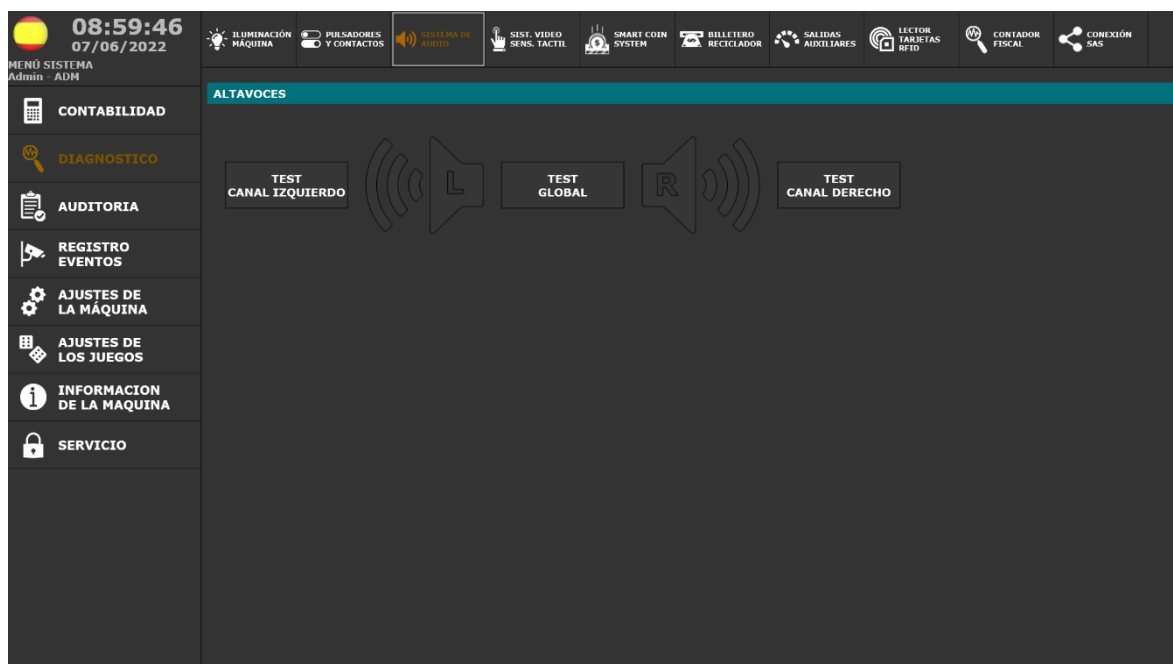 08:59:46
07/06/2022
MENÚ SISTEMA
Admin - ADM
ILUMINACIÓN
MÁQUINA
PULSADORES
Y CONTACTOS
SISTEMA DE
AUDIO
SIST. VIDEO
SENS. TACTIL
SMART COIN
SYSTEM
BILLETERO
RECICLADOR
SALIDAS
AUXILIARES
LECTOR
TARJETAS
RFID
CONTADOR
FISCAL
CONEXIÓN
SAS
CONTABILIDAD
DIAGNOSTICO
AUDITORIA
REGISTRO
EVENTOS
AJUSTES DE
LA MÁQUINA
AJUSTES DE
LOS JUEGOS
INFORMACION
DE LA MAQUINA
SERVICIO
ALTAVOCES
TEST
CANAL IZQUIERDO
L
TEST
GLOBAL
R
TEST
CANAL DERECHO